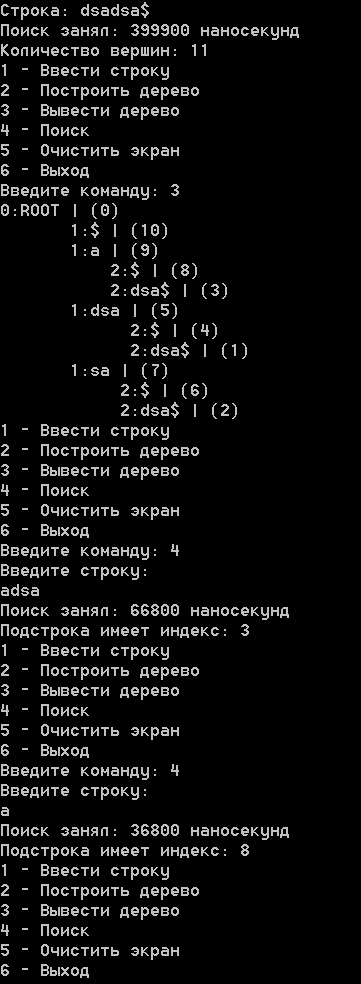 Строка: dsadsa$
Поиск занял: 399900 наносекунд
Количество вершин: 11
1 - Ввести строку
2 - Построить дерево
3 - Вывести дерево
4 - Поиск
5 - Очистить экран
6 - Выход
Введите команду: 3
0:ROOT | (0)
1:$ | (10)
1:a | (9)
2:$ | (8)
2:dsa$ | (3)
1:dsa | (5)
2:$ | (4)
2:dsa$ | (1)
1:sa | (7)
2:$ | (6)
2:dsa$ | (2)
1 - Ввести строку
2 - Построить дерево
3 - Вывести дерево
4 - Поиск
5 - Очистить экран
6 - Выход
Введите команду: 4
Введите строку:
adsa
Поиск занял: 66800 наносекунд
Подстрока имеет индекс: 3
1 - Ввести строку
2 - Построить дерево
3 - Вывести дерево
4 - Поиск
5 - Очистить экран
6 - Выход
Введите команду: 4
Введите строку:
a
Поиск занял: 36800 наносекунд
Подстрока имеет индекс: 8
1 - Ввести строку
2 - Построить дерево
3 - Вывести дерево
4 - Поиск
5 - Очистить экран
6 - Выход